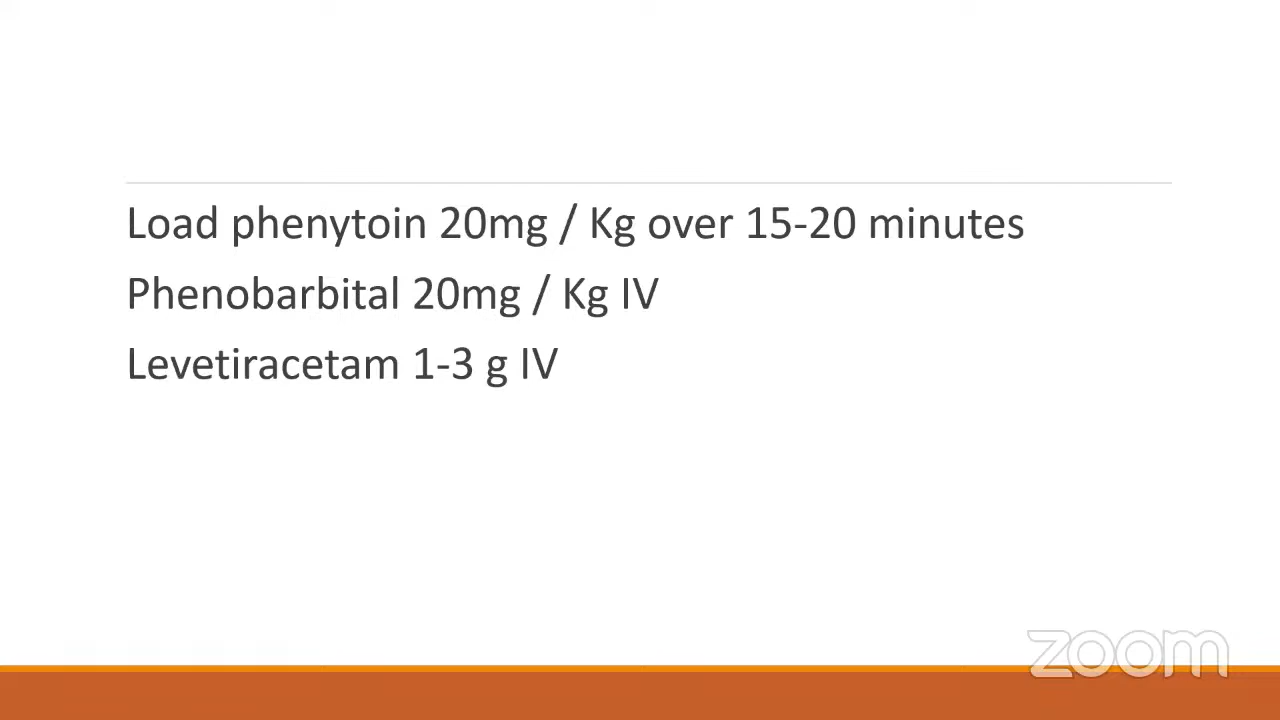 Load phenytoin 20mg / Kg over 15-20 minutes
Phenobarbital 20mg / Kg IV
Levetiracetam 1-3 g IV
zoom